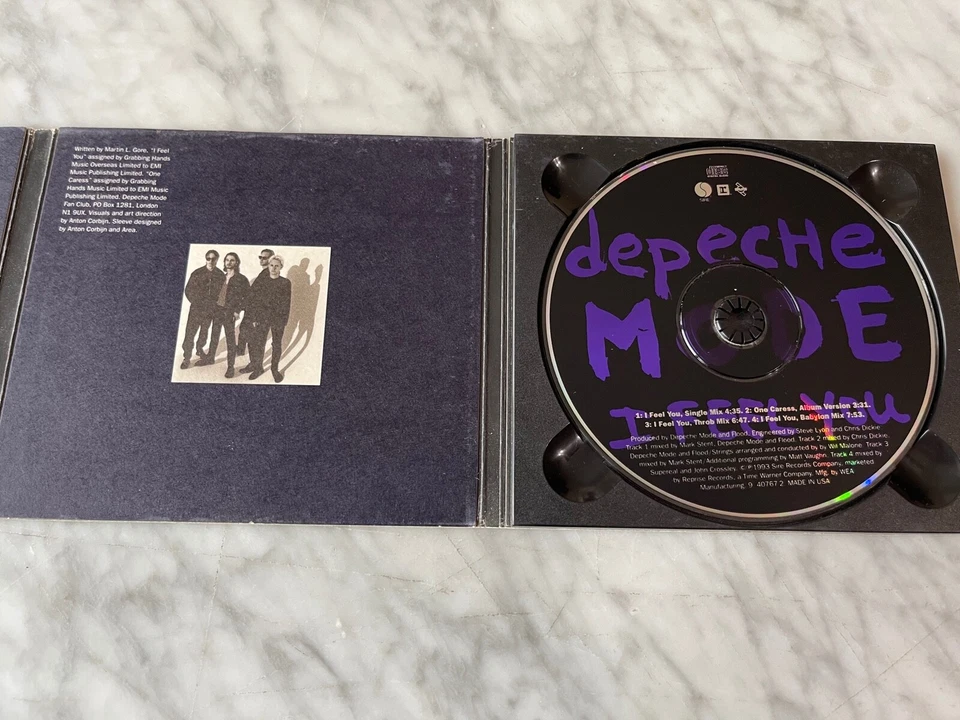 Written by Martin L. Gore. "I Feel
You" assigned by Grabbing Hands
Music Overseas Limited to EMI
Music Publishing Limited. "One
Caress" assigned by Grabbing
Hands Music Limited to EMI Music
Publishing Limited. Depeche Mode
Fan Club, PO Box 1281, London
N1 9UX. Visuals and art direction
by Anton Corbijn. Sleeve designed
by Anton Corbijn and Area.
depecHe
MODE
I FEEL You
1: I Feel You, Single Mix 4:35. 2: One Caress, Album Version 3:31.
3: I Feel You, Throb Mix 6:47. 4: I Feel You, Babylon Mix 7:53.
Produced by Depeche Mode and Flood. Engineered by Steve Lyon and Chris Dickie.
Track 1 mixed by Mark Stent, Depeche Mode and Flood. Track 2 mixed by Chris Dickie,
Depeche Mode and Flood/Strings arranged and conducted by by Wil Malone. Track 3
mixed by Mark Stent/Additional programming by Matt Vaughn. Track 4 mixed by
Supereal and John Crossley. © ℗ 1993 Sire Records Company, marketed
by Reprise Records, a Time Warner Company. Mfg. by WEA
Manufacturing. 9 40767 2 MADE IN USA